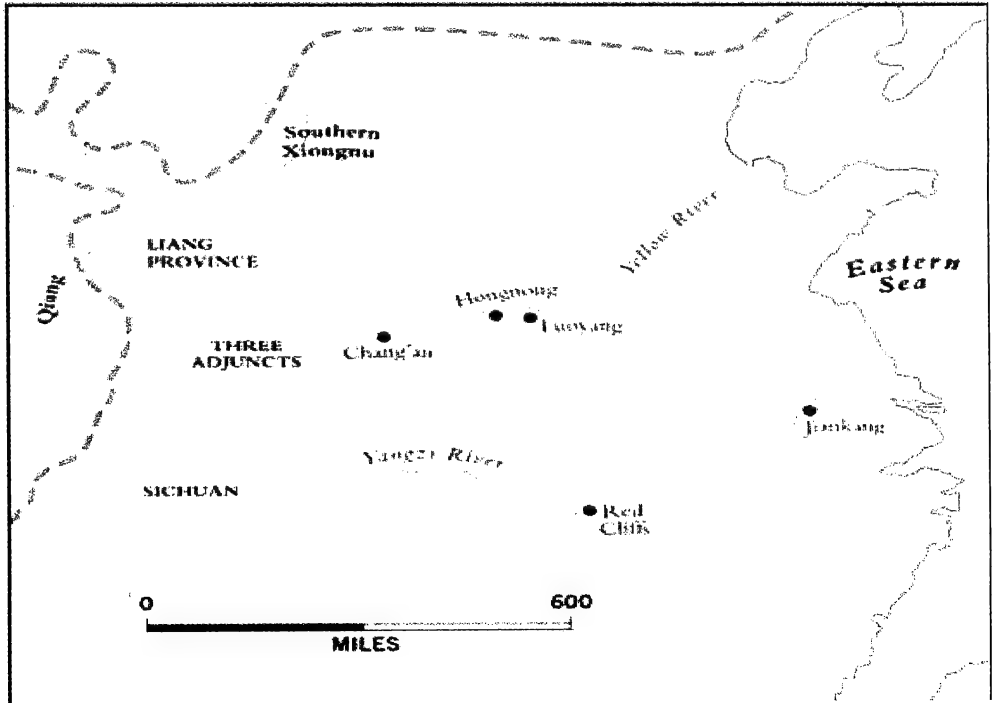 Southern
Xiongnu
Yellow River
LIANG
PROVINCE
Qiang
Eastern
Sea
Hongnong
Luoyang
THREE
ADJUNCTS
Chang'an
Jiankang
Yangzi River
SICHUAN
Red
Cliffs
0 600
MILES